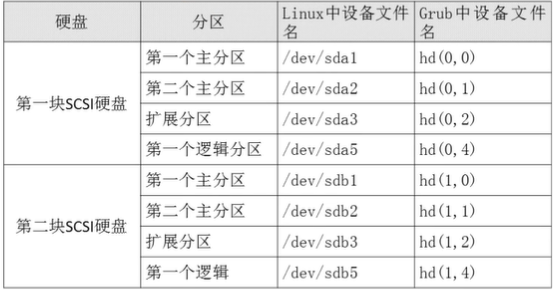 硬盘 分区 Linux中设备文件名 Grub中设备文件名
第一块SCSI硬盘
第一个主分区 /dev/sda1 hd(0,0)
第二个主分区 /dev/sda2 hd(0,1)
扩展分区 /dev/sda3 hd(0,2)
第一个逻辑分区 /dev/sda5 hd(0,4)
第二块SCSI硬盘
第一个主分区 /dev/sdb1 hd(1,0)
第二个主分区 /dev/sdb2 hd(1,1)
扩展分区 /dev/sdb3 hd(1,2)
第一个逻辑 /dev/sdb5 hd(1,4)